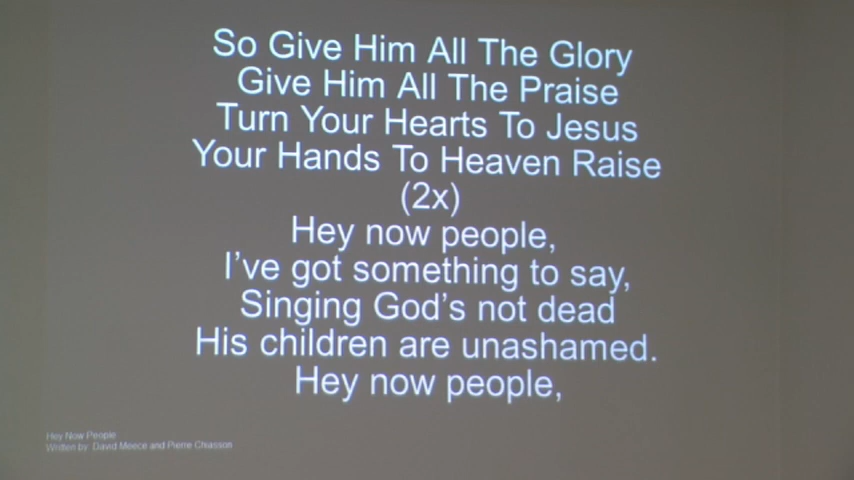 So Give Him All The Glory
Give Him All The Praise
Turn Your Hearts To Jesus
Your Hands To Heaven Raise
(2x)
Hey now people,
I've got something to say,
Singing God's not dead
His children are unashamed.
Hey now people,
Hey Now People
Written by: David Meece and Pierre Chiasson